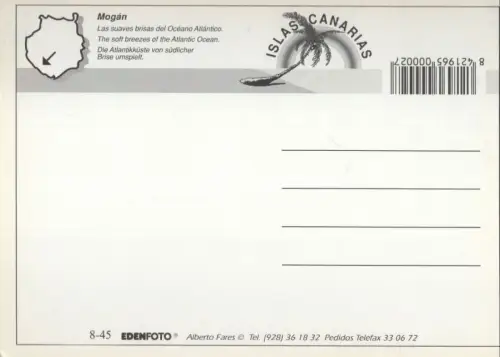 Mogán
Las suaves brisas del Océano Atlántico.
The soft breezes of the Atlantic Ocean.
Die Atlantikküste von südlicher
Brise umspielt.
ISLAS CANARIAS
8 421965 000027
8-45 EDENFOTO® Alberto Fares © Tel. (928) 36 18 32 Pedidos Telefax 33 06 72